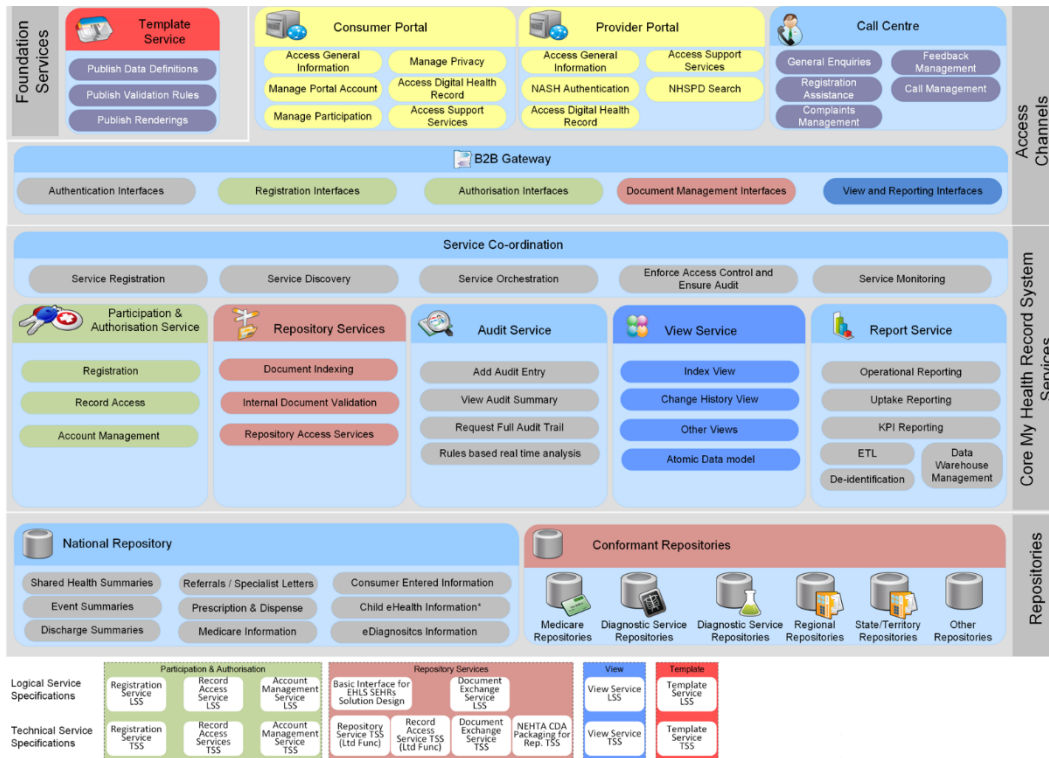 Foundation
Services
Template
Service
Publish Data Definitions
Publish Validation Rules
Publish Renderings
Consumer Portal
Access General
Information
Manage Privacy
Manage Portal Account
Access Digital Health
Record
Manage Participation
Access Support
Services
Provider Portal
Access General
Information
Access Support
Services
NASH Authentication
NHSPD Search
Access Digital Health
Record
Call Centre
General Enquiries
Feedback
Management
Registration
Assistance
Call Management
Complaints
Management
Access
Channels
B2B Gateway
Authentication Interfaces
Registration Interfaces
Authorisation Interfaces
Document Management Interfaces
View and Reporting Interfaces
Service Co-ordination
Service Registration
Service Discovery
Service Orchestration
Enforce Access Control and
Ensure Audit
Service Monitoring
Participation &
Authorisation Service
Registration
Record Access
Account Management
Repository Services
Document Indexing
Internal Document Validation
Repository Access Services
Audit Service
Add Audit Entry
View Audit Summary
Request Full Audit Trail
Rules based real time analysis
View Service
Index View
Change History View
Other Views
Atomic Data model
Report Service
Operational Reporting
Uptake Reporting
KPI Reporting
ETL
De-identification
Data
Warehouse
Management
Core My Health Record System
Services
National Repository
Shared Health Summaries
Referrals / Specialist Letters
Consumer Entered Information
Event Summaries
Prescription & Dispense
Child eHealth Information*
Discharge Summaries
Medicare Information
eDiagnositcs Information
Conformant Repositories
Medicare
Repositories
Diagnostic Service
Repositories
Diagnostic Service
Repositories
Regional
Repositories
State/Territory
Repositories
Other
Repositories
Repositories
Participation & Authorisation
Repository Services
View
Template
Logical Service
Specifications
Registration
Service
LSS
Record
Access
Service LSS
Account
Management
Service LSS
Basic Interface for
EHLS SEHRs
Solution Design
Document
Exchange
Service LSS
View Service
LSS
Template
Service
LSS
Technical Service
Specifications
Registration
Service
TSS
Record
Access
Services TSS
Account
Management
Service TSS
Repository
Service TSS
(Ltd Func)
Record
Access
Service TSS
(Ltd Func)
Document
Exchange
Service
TSS
NEHTA CDA
Packaging for
Rep. TSS
View Service
TSS
Template
Service
TSS